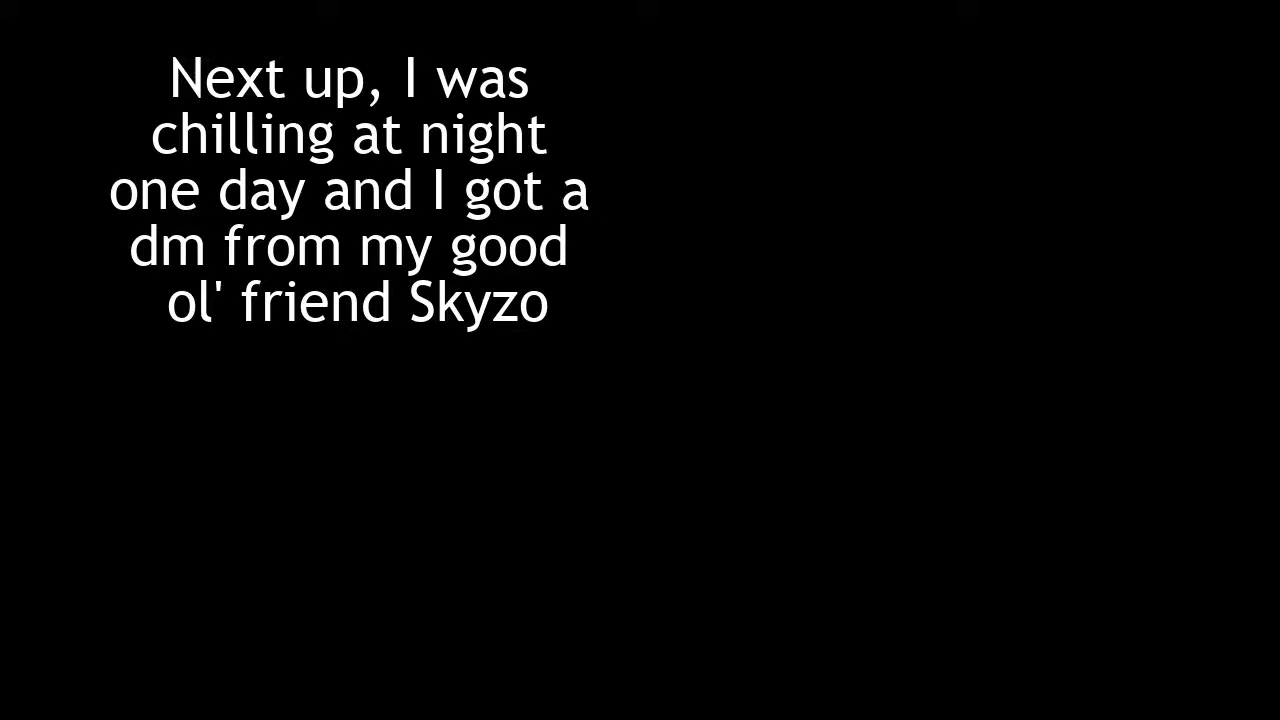 Next up, I was
chilling at night
one day and I got a
dm from my good
ol' friend Skyzo